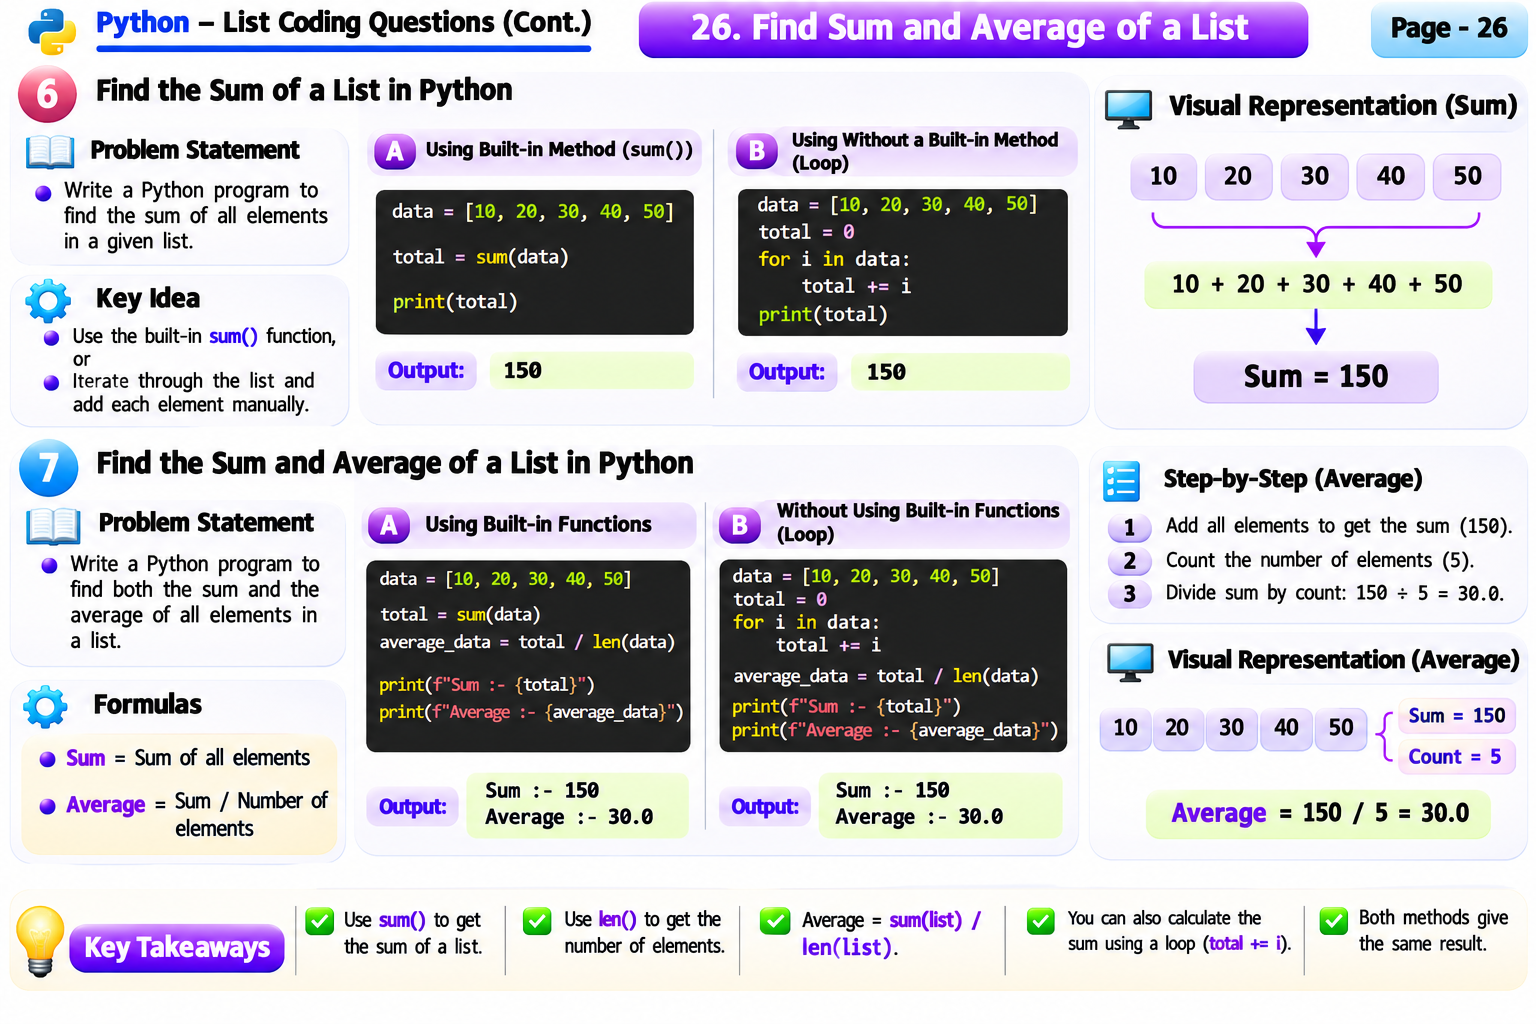 Python – List Coding Questions (Cont.)
26. Find Sum and Average of a List
Page - 26
6
Find the Sum of a List in Python
Problem Statement
Write a Python program to
find the sum of all elements
in a given list.
Key Idea
Use the built-in sum() function,
or
Iterate through the list and
add each element manually.
A
Using Built-in Method (sum())
data = [10, 20, 30, 40, 50]
total = sum(data)
print(total)
Output:
150
B
Using Without a Built-in Method
(Loop)
data = [10, 20, 30, 40, 50]
total = 0
for i in data:
    total += i
print(total)
Output:
150
Visual Representation (Sum)
10 20 30 40 50
10 + 20 + 30 + 40 + 50
Sum = 150
7
Find the Sum and Average of a List in Python
Problem Statement
Write a Python program to
find both the sum and the
average of all elements in
a list.
Formulas
Sum = Sum of all elements
Average = Sum / Number of
elements
A
Using Built-in Functions
data = [10, 20, 30, 40, 50]
total = sum(data)
average_data = total / len(data)
print(f"Sum :- {total}")
print(f"Average :- {average_data}")
Output:
Sum :- 150
Average :- 30.0
B
Without Using Built-in Functions
(Loop)
data = [10, 20, 30, 40, 50]
total = 0
for i in data:
    total += i
average_data = total / len(data)
print(f"Sum :- {total}")
print(f"Average :- {average_data}")
Output:
Sum :- 150
Average :- 30.0
Step-by-Step (Average)
1 Add all elements to get the sum (150).
2 Count the number of elements (5).
3 Divide sum by count: 150 ÷ 5 = 30.0.
Visual Representation (Average)
10 20 30 40 50
Sum = 150
Count = 5
Average = 150 / 5 = 30.0
Key Takeaways
Use sum() to get
the sum of a list.
Use len() to get the
number of elements.
Average = sum(list) /
len(list).
You can also calculate the
sum using a loop (total += i).
Both methods give
the same result.